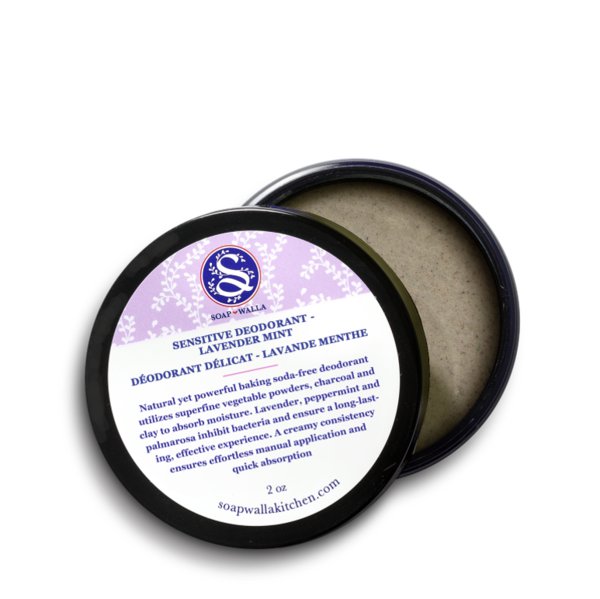 S
SOAP WALLA
SENSITIVE DEODORANT -
LAVENDER MINT
DÉODORANT DÉLICAT - LAVANDE MENTHE
Natural yet powerful baking soda-free deodorant
utilizes superfine vegetable powders, charcoal and
clay to absorb moisture. Lavender, peppermint and
palmarosa inhibit bacteria and ensure a long-last-
ing, effective experience. A creamy consistency
ensures effortless manual application and
quick absorption
2 oz
soapwallakitchen.com